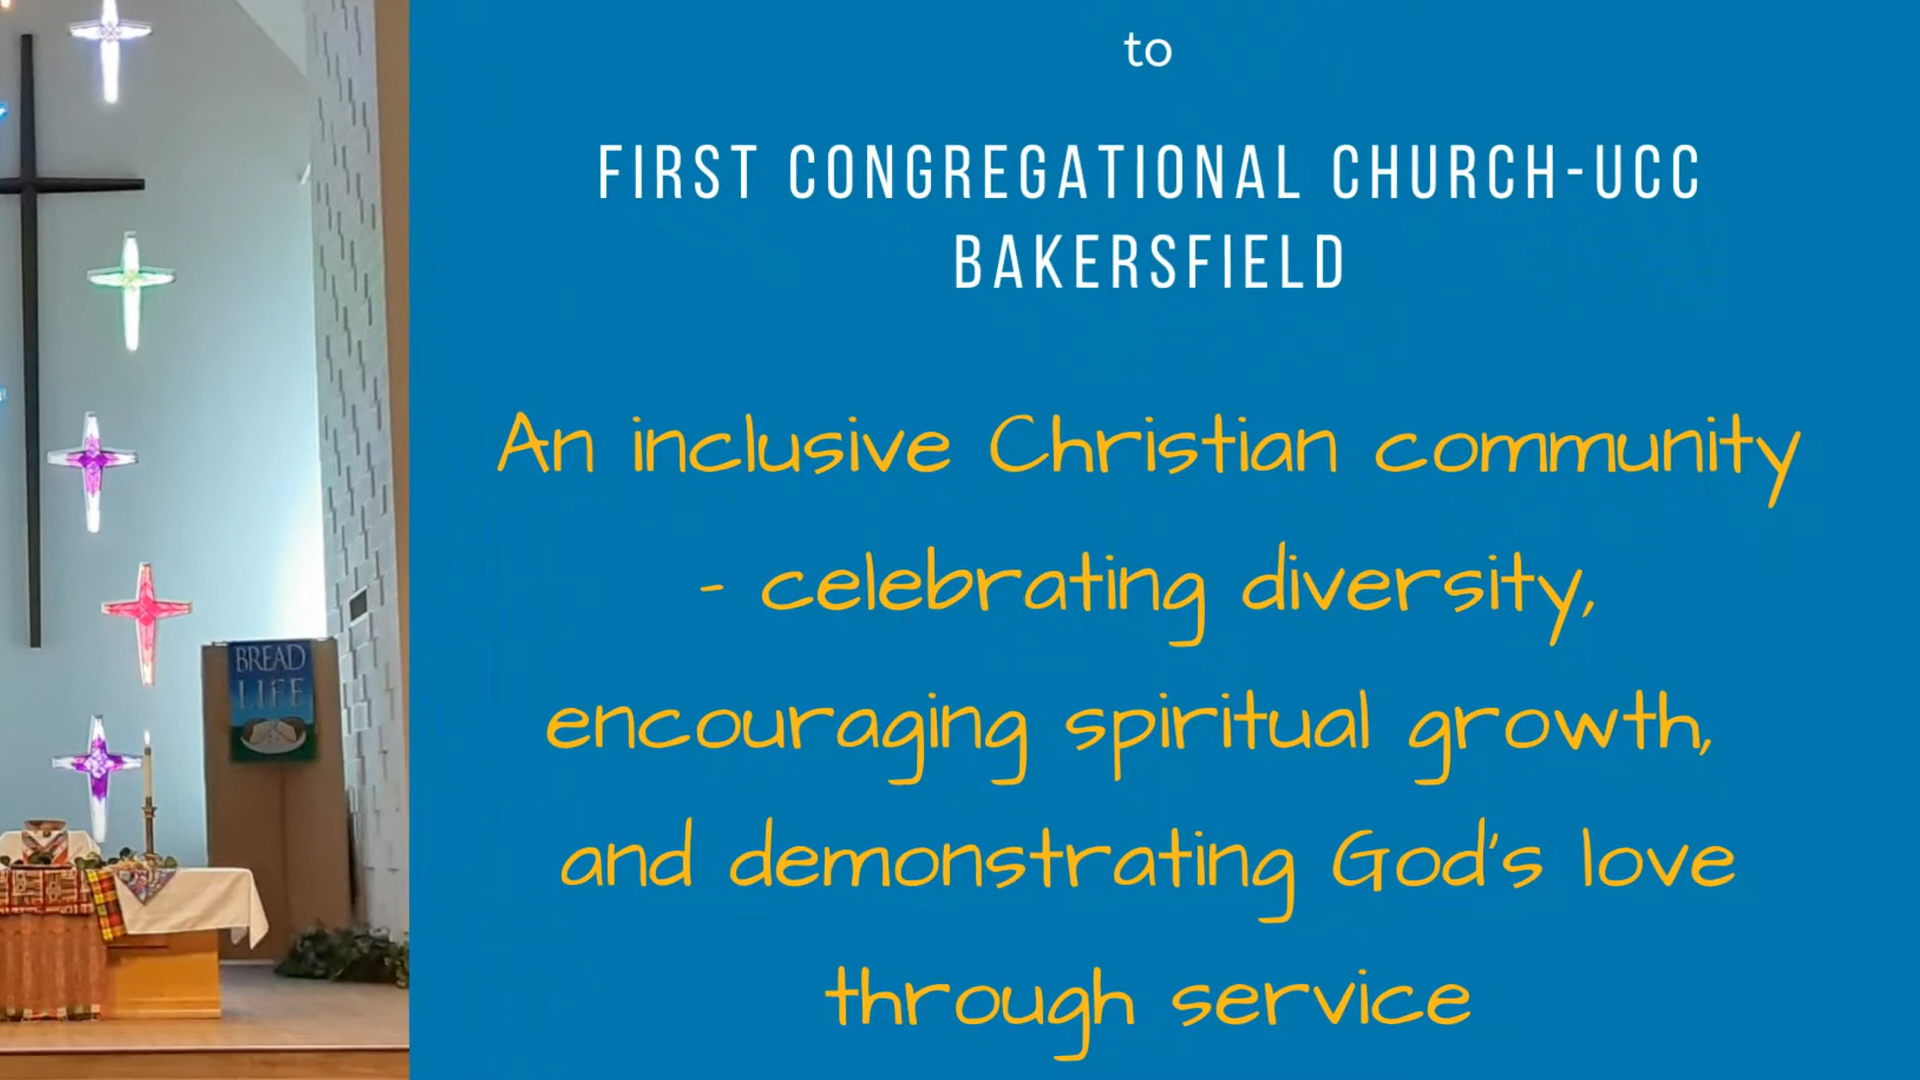 to
FIRST CONGREGATIONAL CHURCH-UCC
BAKERSFIELD
An inclusive Christian community
- celebrating diversity,
encouraging spiritual growth,
and demonstrating God's love
through service
BREAD
LIFE